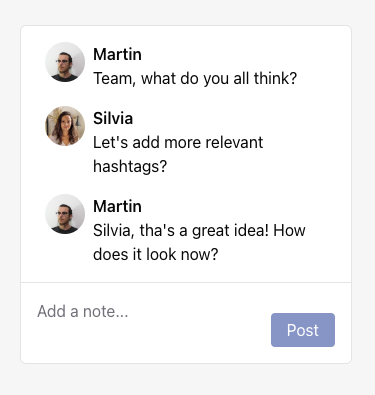 Martin
Team, what do you all think?
Silvia
Let's add more relevant
hashtags?
Martin
Silvia, tha's a great idea! How
does it look now?
Add a note...
Post